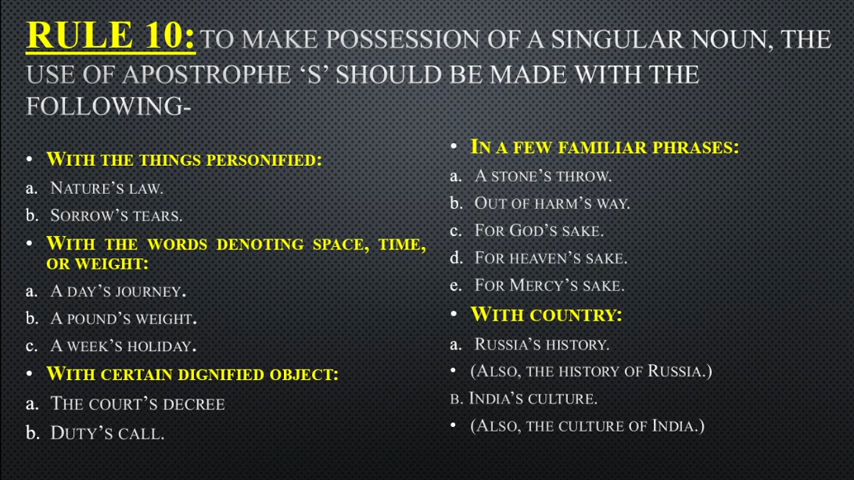 RULE 10: TO MAKE POSSESSION OF A SINGULAR NOUN, THE
USE OF APOSTROPHE ‘S’ SHOULD BE MADE WITH THE
FOLLOWING-
• WITH THE THINGS PERSONIFIED:
a. NATURE’S LAW.
b. SORROW’S TEARS.
• WITH THE WORDS DENOTING SPACE, TIME,
OR WEIGHT:
a. A DAY’S JOURNEY.
b. A POUND’S WEIGHT.
c. A WEEK’S HOLIDAY.
• WITH CERTAIN DIGNIFIED OBJECT:
a. THE COURT’S DECREE
b. DUTY’S CALL.
• IN A FEW FAMILIAR PHRASES:
a. A STONE’S THROW.
b. OUT OF HARM’S WAY.
c. FOR GOD’S SAKE.
d. FOR HEAVEN’S SAKE.
e. FOR MERCY’S SAKE.
• WITH COUNTRY:
a. RUSSIA’S HISTORY.
• (ALSO, THE HISTORY OF RUSSIA.)
B. INDIA’S CULTURE.
• (ALSO, THE CULTURE OF INDIA.)